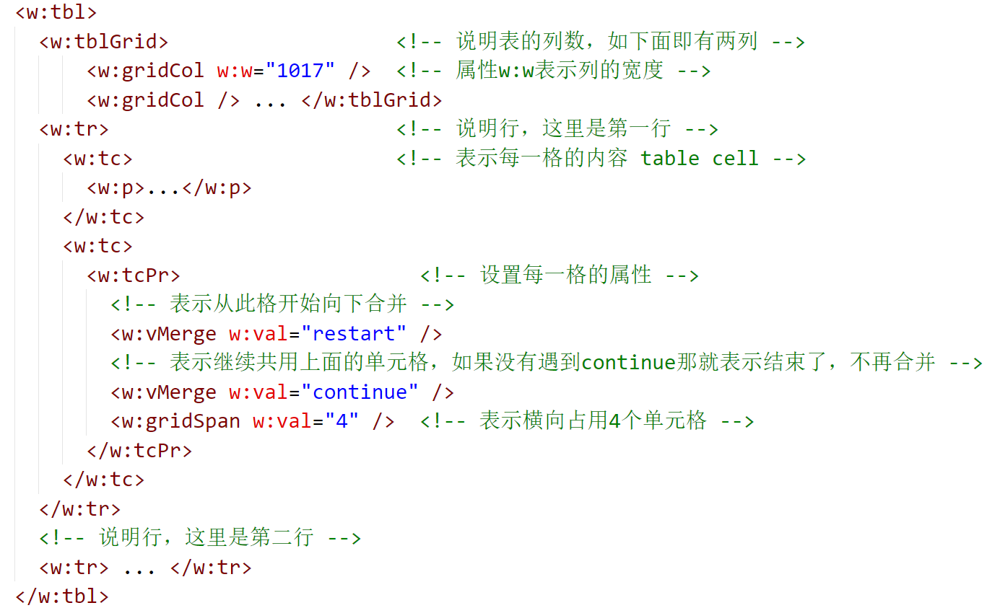 <w:tbl>
<w:tblGrid> <!-- 说明表的列数，如下面即有两列 -->
<w:gridCol w:w="1017" /> <!-- 属性w:w表示列的宽度 -->
<w:gridCol /> ... </w:tblGrid>
<w:tr> <!-- 说明行，这里是第一行 -->
<w:tc> <!-- 表示每一格的内容 table cell -->
<w:p>...</w:p>
</w:tc>
<w:tc>
<w:tcPr> <!-- 设置每一格的属性 -->
<!-- 表示从此格开始向下合并 -->
<w:vMerge w:val="restart" />
<!-- 表示继续共用上面的单元格，如果没有遇到continue那就表示结束了，不再合并 -->
<w:vMerge w:val="continue" />
<w:gridSpan w:val="4" /> <!-- 表示横向占用4个单元格 -->
</w:tcPr>
</w:tc>
</w:tr>
<!-- 说明行，这里是第二行 -->
<w:tr> ... </w:tr>
</w:tbl>